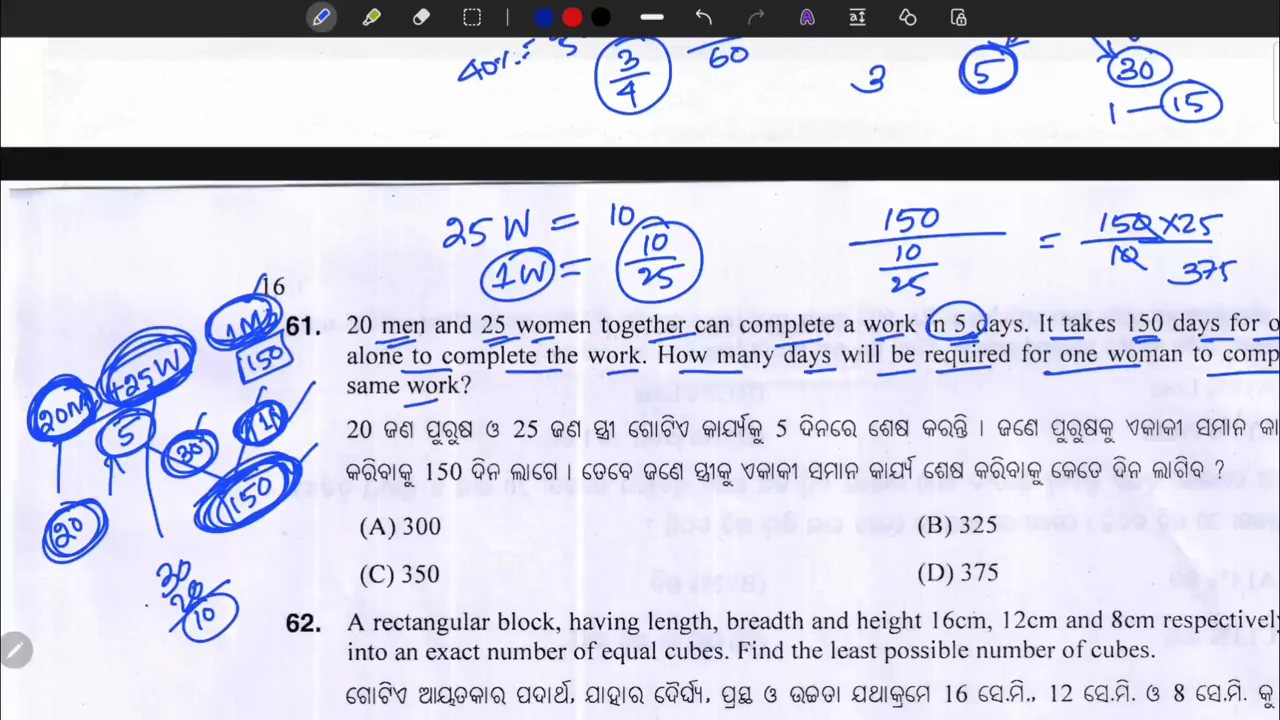 40%
3
4
60
3
5
30
1 — 15
25 W = 10
1W = 10
25
150
10
25
= 150 × 25
10
375
16
1M
150
+25W
20M
5
30
150
20
30
20
10
61. 20 men and 25 women together can complete a work in 5 days. It takes 150 days for o
alone to complete the work. How many days will be required for one woman to comp
same work?
20 ଜଣ ପୁରୁଷ ଓ 25 ଜଣ ସ୍ତ୍ରୀ ଗୋଟିଏ କାର୍ଯ୍ୟକୁ 5 ଦିନରେ ଶେଷ କରନ୍ତି । ଜଣେ ପୁରୁଷକୁ ଏକାକୀ ସମାନ କା
କରିବାକୁ 150 ଦିନ ଲାଗେ । ତେବେ ଜଣେ ସ୍ତ୍ରୀକୁ ଏକାକୀ ସମାନ କାର୍ଯ୍ୟ ଶେଷ କରିବାକୁ କେତେ ଦିନ ଲାଗିବ ?
(A) 300 (B) 325
(C) 350 (D) 375
62. A rectangular block, having length, breadth and height 16cm, 12cm and 8cm respectively
into an exact number of equal cubes. Find the least possible number of cubes.
ଗୋଟିଏ ଆୟତାକାର ପଦାର୍ଥ, ଯାହାର ଦୈର୍ଘ୍ୟ, ପ୍ରସ୍ଥ ଓ ଉଚ୍ଚତା ଯଥାକ୍ରମେ 16 ସେ.ମି., 12 ସେ.ମି. ଓ 8 ସେ.ମି. କୁ